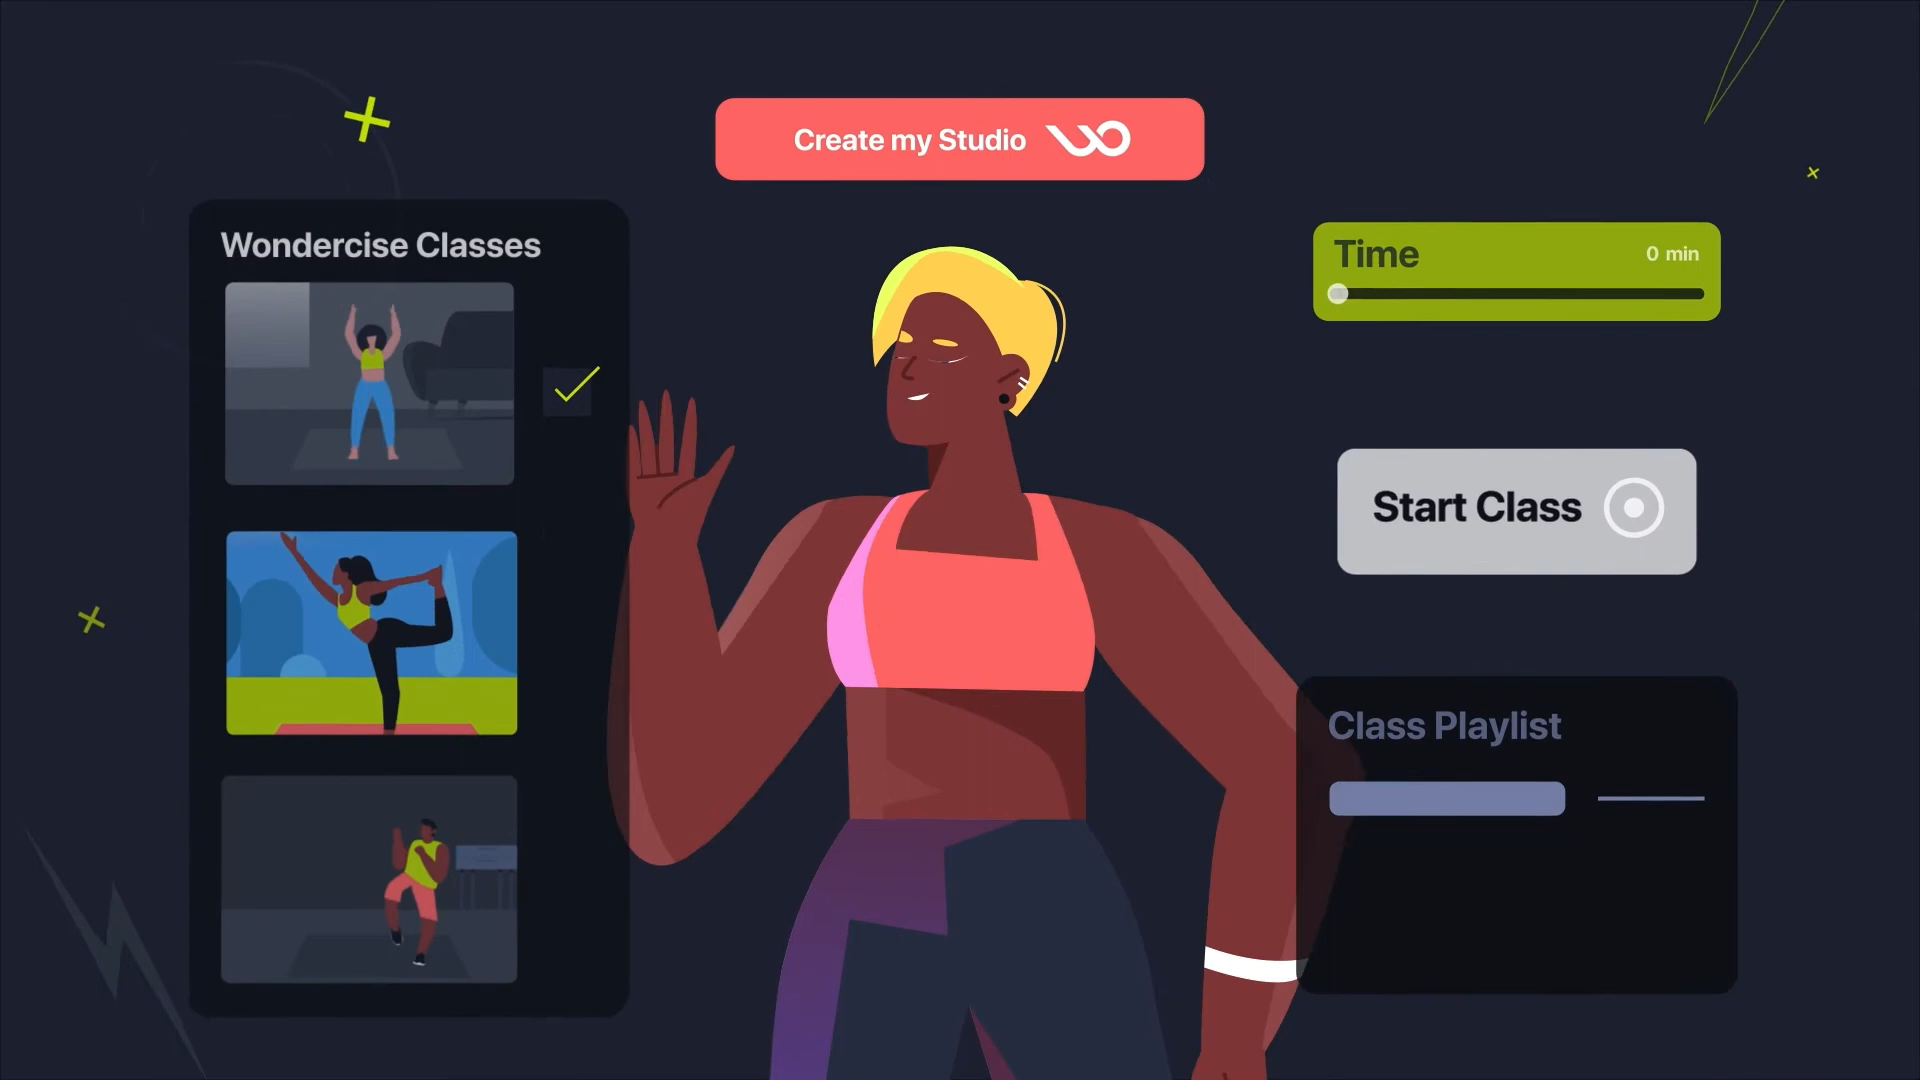 Create my Studio
Wondercise Classes
Time
0 min
Start Class
Class Playlist